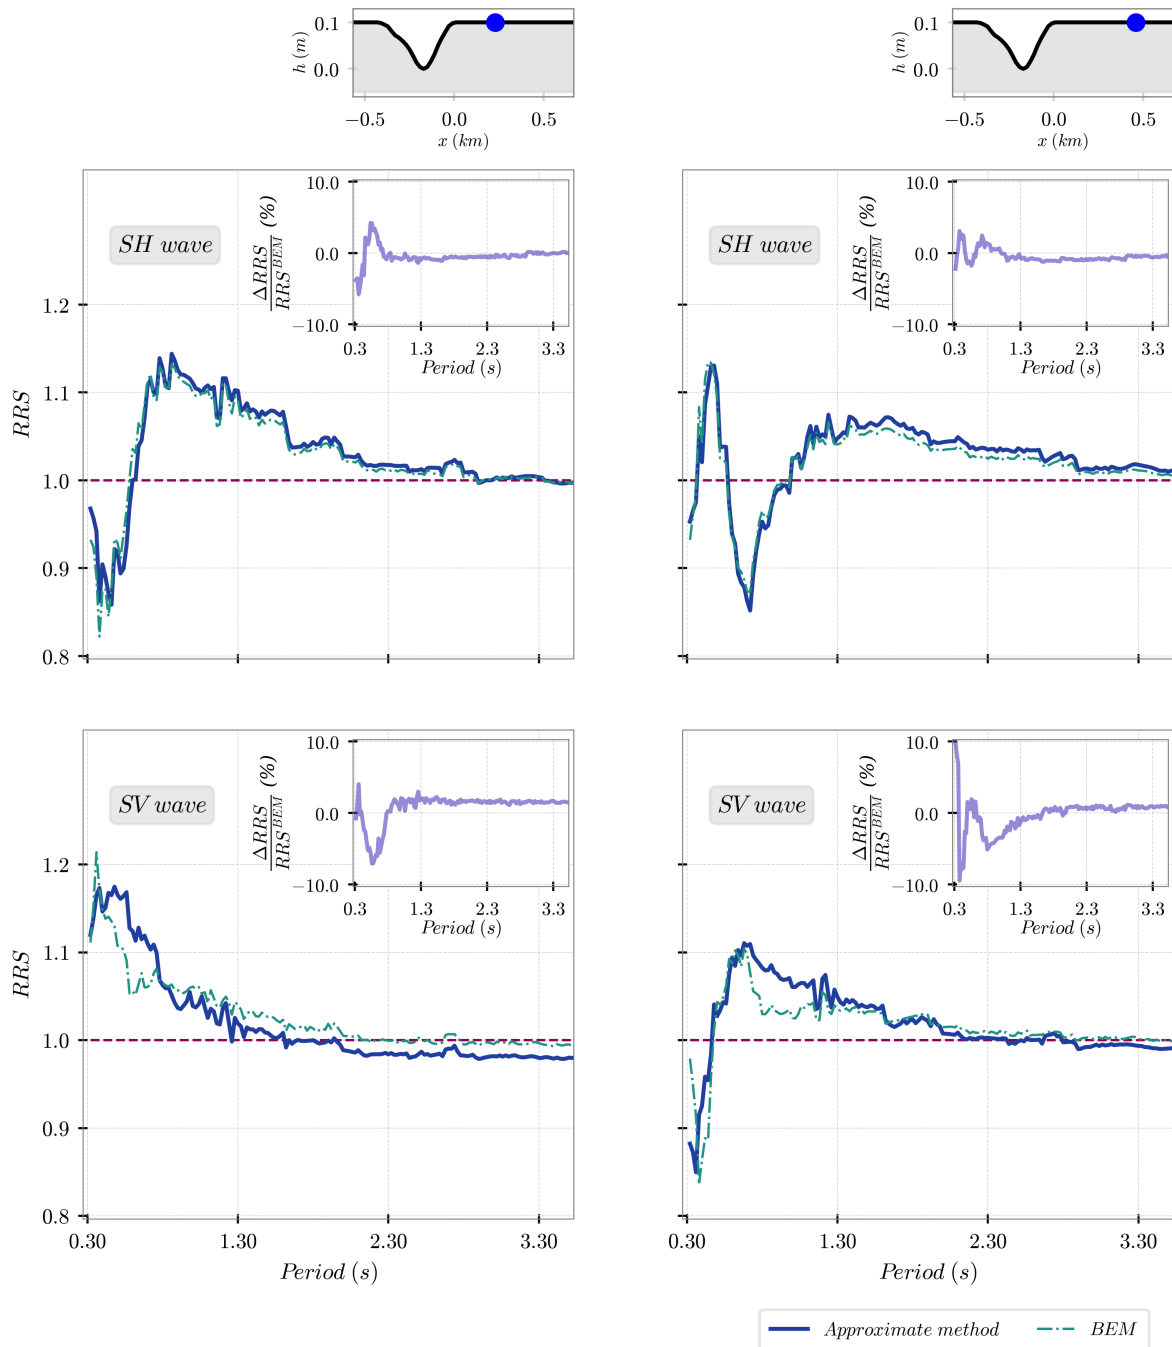 h (m)
0.1
0.0
−0.5 0.0 0.5
x (km)
h (m)
0.1
0.0
−0.5 0.0 0.5
x (km)
SH wave
RRS
1.2
1.1
1.0
0.9
0.8
ΔRRS
RRS^BEM (%)
10.0
0.0
−10.0
0.3 1.3 2.3 3.3
Period (s)
SH wave
ΔRRS
RRS^BEM (%)
10.0
0.0
−10.0
0.3 1.3 2.3 3.3
Period (s)
SV wave
RRS
1.2
1.1
1.0
0.9
0.8
0.30 1.30 2.30 3.30
Period (s)
ΔRRS
RRS^BEM (%)
10.0
0.0
−10.0
0.3 1.3 2.3 3.3
Period (s)
SV wave
0.30 1.30 2.30 3.30
Period (s)
ΔRRS
RRS^BEM (%)
10.0
0.0
−10.0
0.3 1.3 2.3 3.3
Period (s)
Approximate method BEM